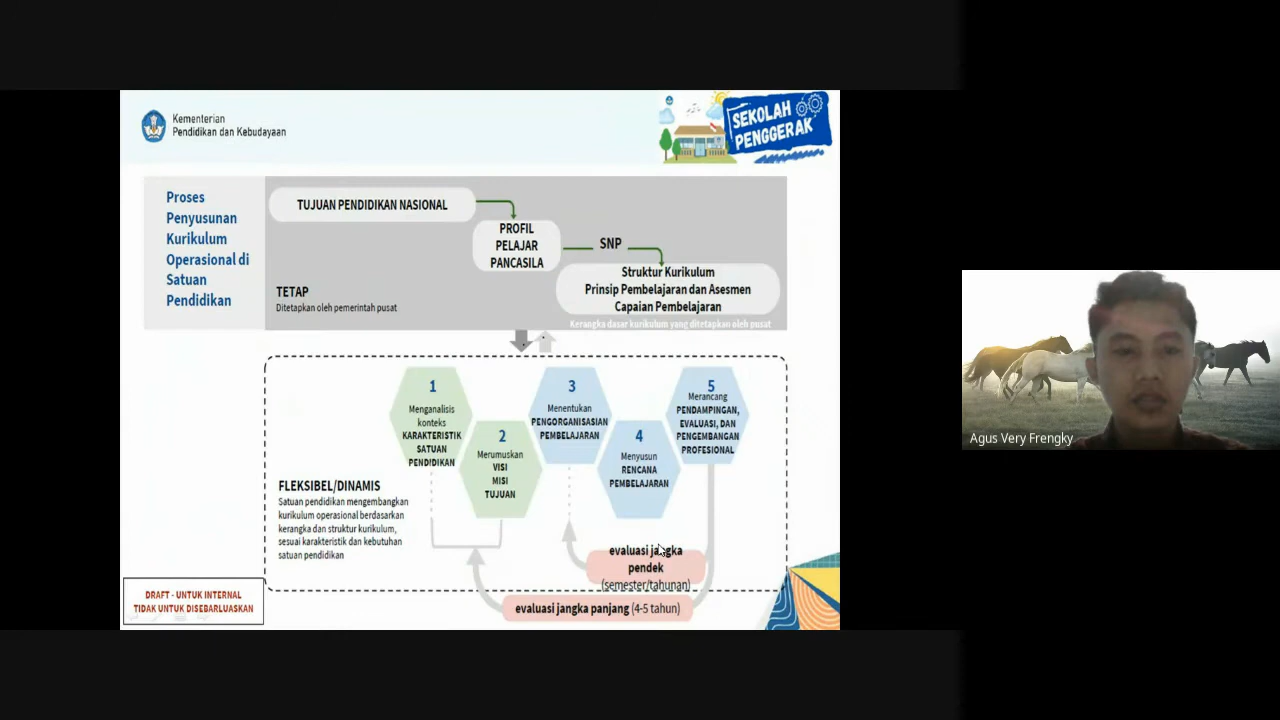 Kementerian
Pendidikan dan Kebudayaan
SEKOLAH
PENGGERAK
Proses
Penyusunan
Kurikulum
Operasional di
Satuan
Pendidikan
TUJUAN PENDIDIKAN NASIONAL
PROFIL
PELAJAR
PANCASILA
SNP
Struktur Kurikulum
Prinsip Pembelajaran dan Asesmen
Capaian Pembelajaran
Kerangka dasar kurikulum yang ditetapkan oleh pusat
TETAP
Ditetapkan oleh pemerintah pusat
1
Menganalisis
konteks
KARAKTERISTIK
SATUAN
PENDIDIKAN
2
Merumuskan
VISI
MISI
TUJUAN
3
Menentukan
PENGORGANISASIAN
PEMBELAJARAN
4
Menyusun
RENCANA
PEMBELAJARAN
5
Merancang
PENDAMPINGAN,
EVALUASI, DAN
PENGEMBANGAN
PROFESIONAL
FLEKSIBEL/DINAMIS
Satuan pendidikan mengembangkan
kurikulum operasional berdasarkan
kerangka dan struktur kurikulum,
sesuai karakteristik dan kebutuhan
satuan pendidikan
evaluasi jangka
pendek
(semester/tahunan)
evaluasi jangka panjang (4-5 tahun)
DRAFT - UNTUK INTERNAL
TIDAK UNTUK DISEBARLUASKAN
Agus Very Frengky